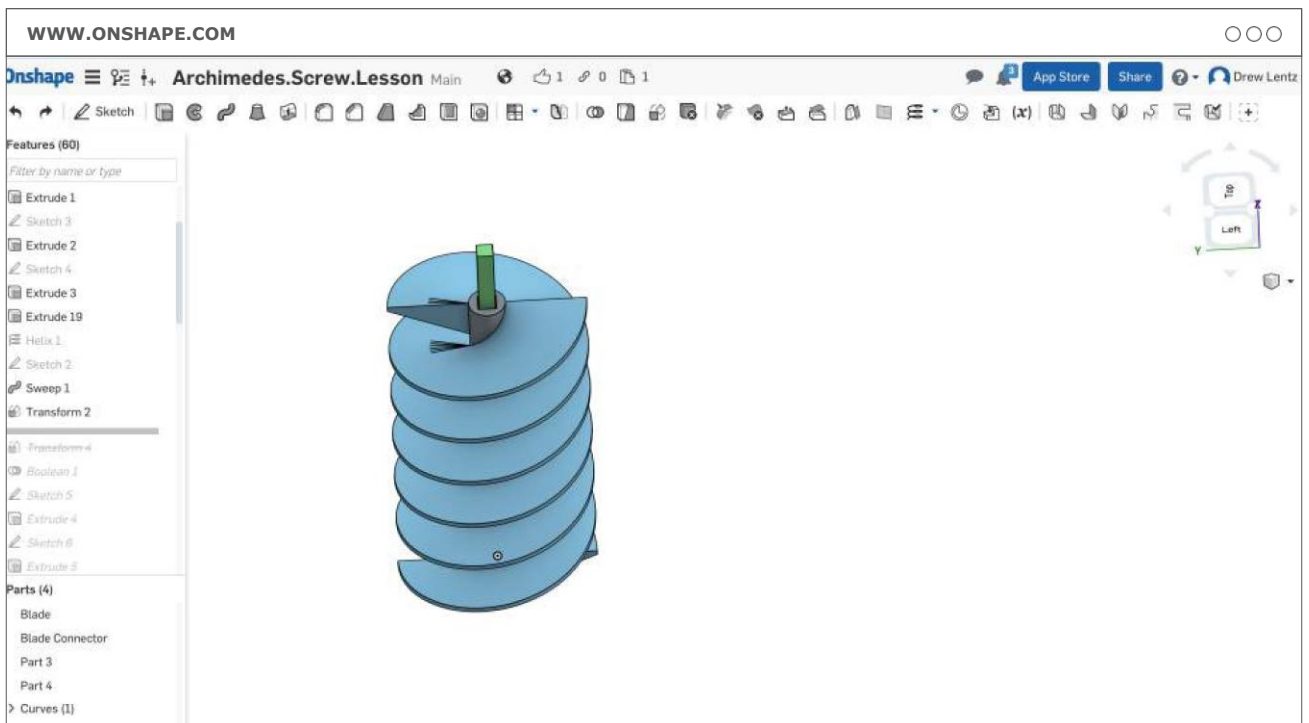 WWW.ONSHAPE.COM
Onshape Archimedes.Screw.Lesson Main 1 0 1 3 App Store Share Drew Lentz
Sketch (x)
Features (60)
Filter by name or type
Extrude 1
Sketch 3
Extrude 2
Sketch 4
Extrude 3
Extrude 19
Helix 1
Sketch 2
Sweep 1
Transform 2
Transform 4
Boolean 1
Sketch 5
Extrude 4
Sketch 6
Extrude 5
Parts (4)
Blade
Blade Connector
Part 3
Part 4
Curves (1)
Top
Z
Left
Y